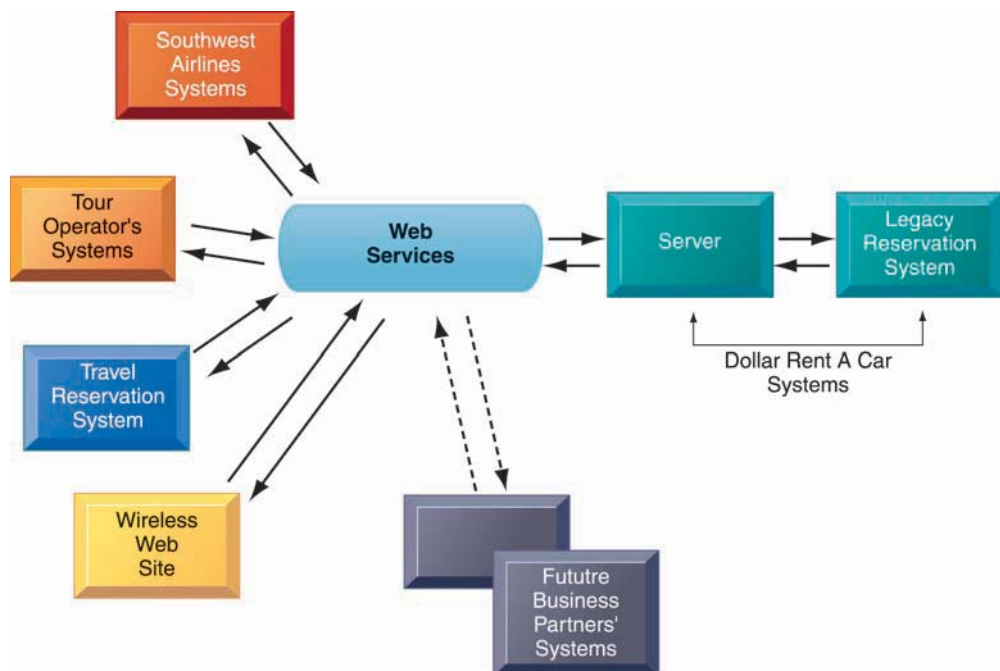 Southwest
Airlines
Systems
Tour
Operator's
Systems
Web
Services
Server
Legacy
Reservation
System
Dollar Rent A Car
Systems
Travel
Reservation
System
Wireless
Web
Site
Fututre
Business
Partners'
Systems